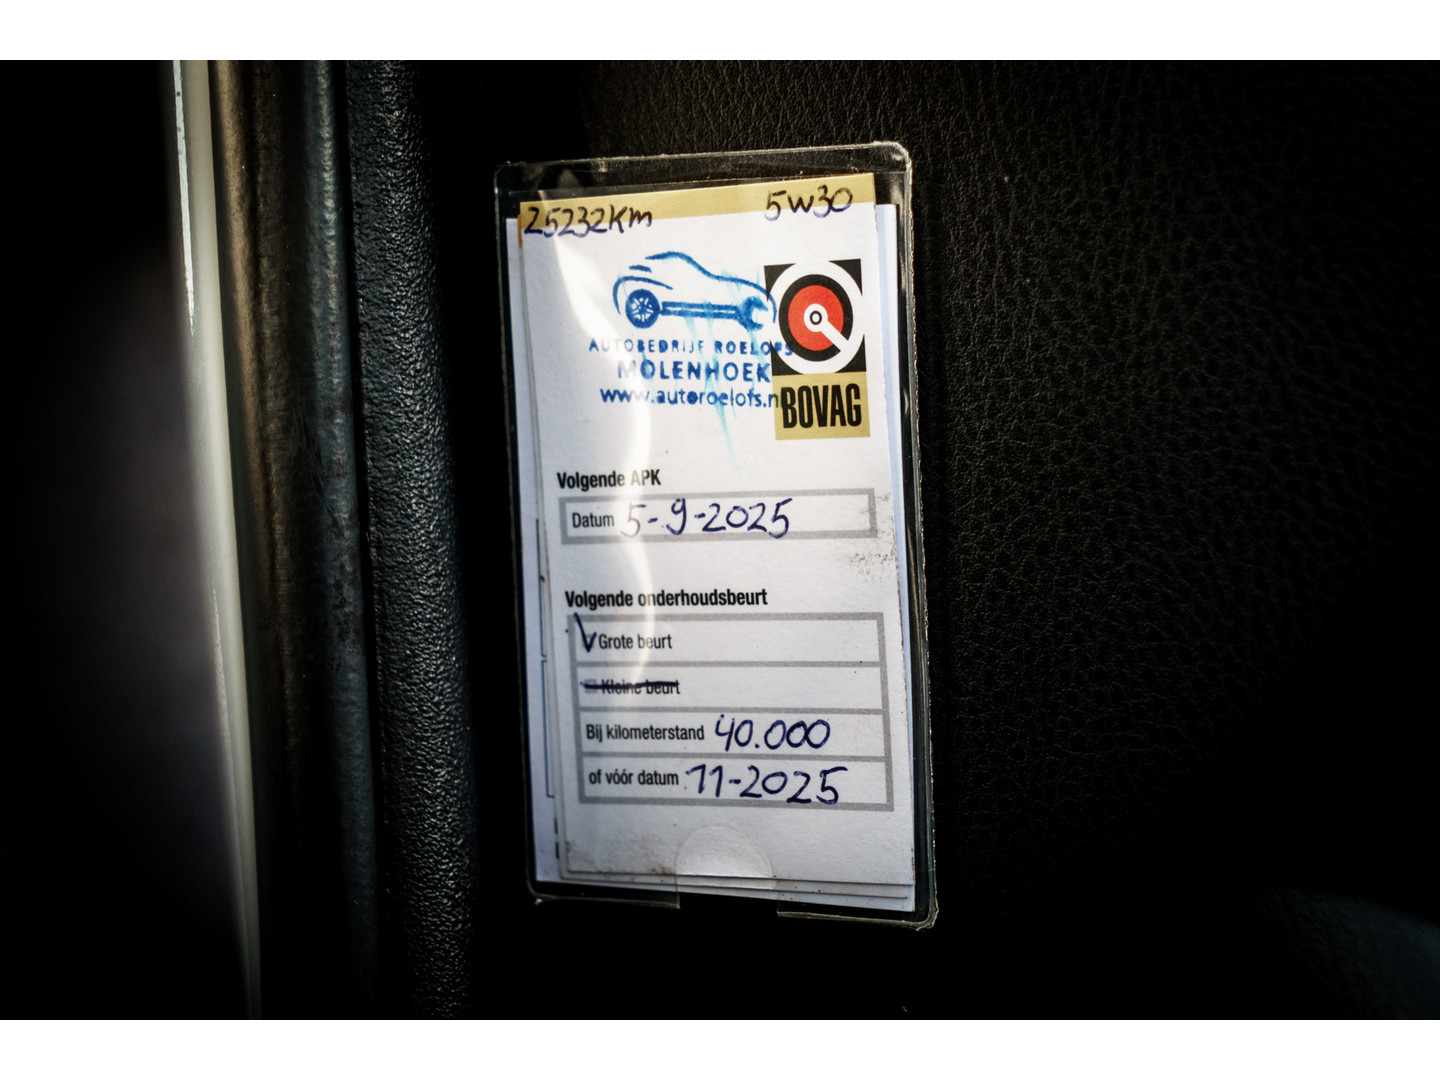 25232km 5W30
AUTOBEDRIJF ROELOFS
MOLENHOEK
www.autoroelofs.nl
BOVAG
Volgende APK
Datum 5-9-2025
Volgende onderhoudsbeurt
V Grote beurt
Kleine beurt
Bij kilometerstand 40.000
of vóór datum 11-2025